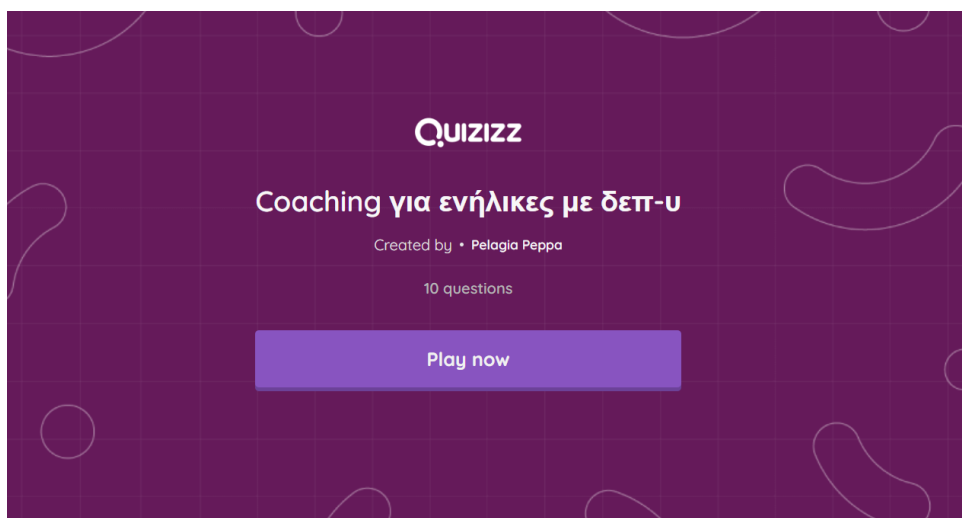 Quizizz
Coaching για ενήλικες με δεπ-υ
Created by • Pelagia Peppa
10 questions
Play now